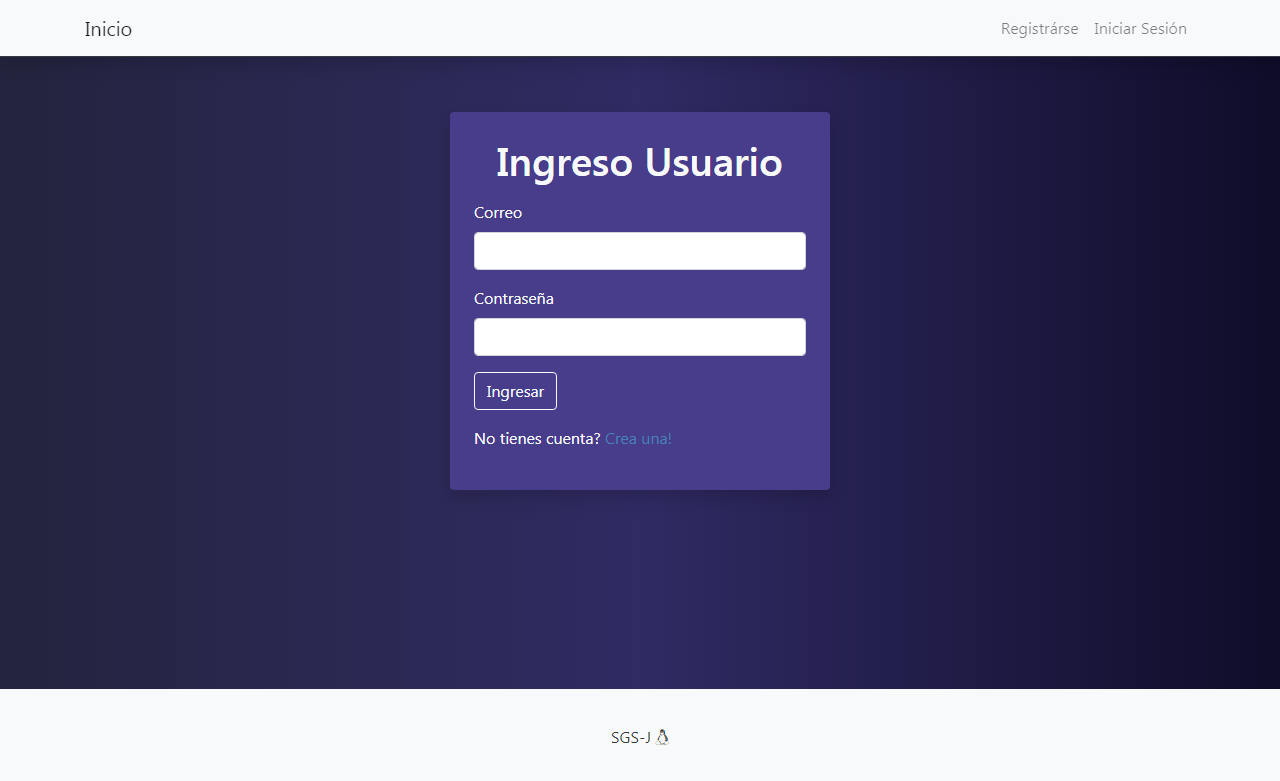 Inicio Registrárse Iniciar Sesión
Ingreso Usuario
Correo
Contraseña
Ingresar
No tienes cuenta? Crea una!
SGS-J 🐧